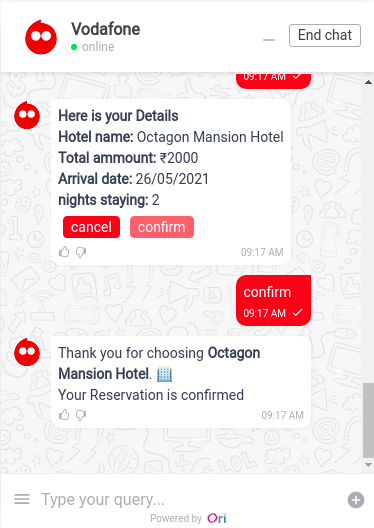 Vodafone
online
End chat
09:17 AM
Here is your Details
Hotel name: Octagon Mansion Hotel
Total ammount: ₹2000
Arrival date: 26/05/2021
nights staying: 2
cancel confirm
09:17 AM
confirm
09:17 AM
Thank you for choosing Octagon
Mansion Hotel. 🏢
Your Reservation is confirmed
09:17 AM
Type your query...
Powered by Ori